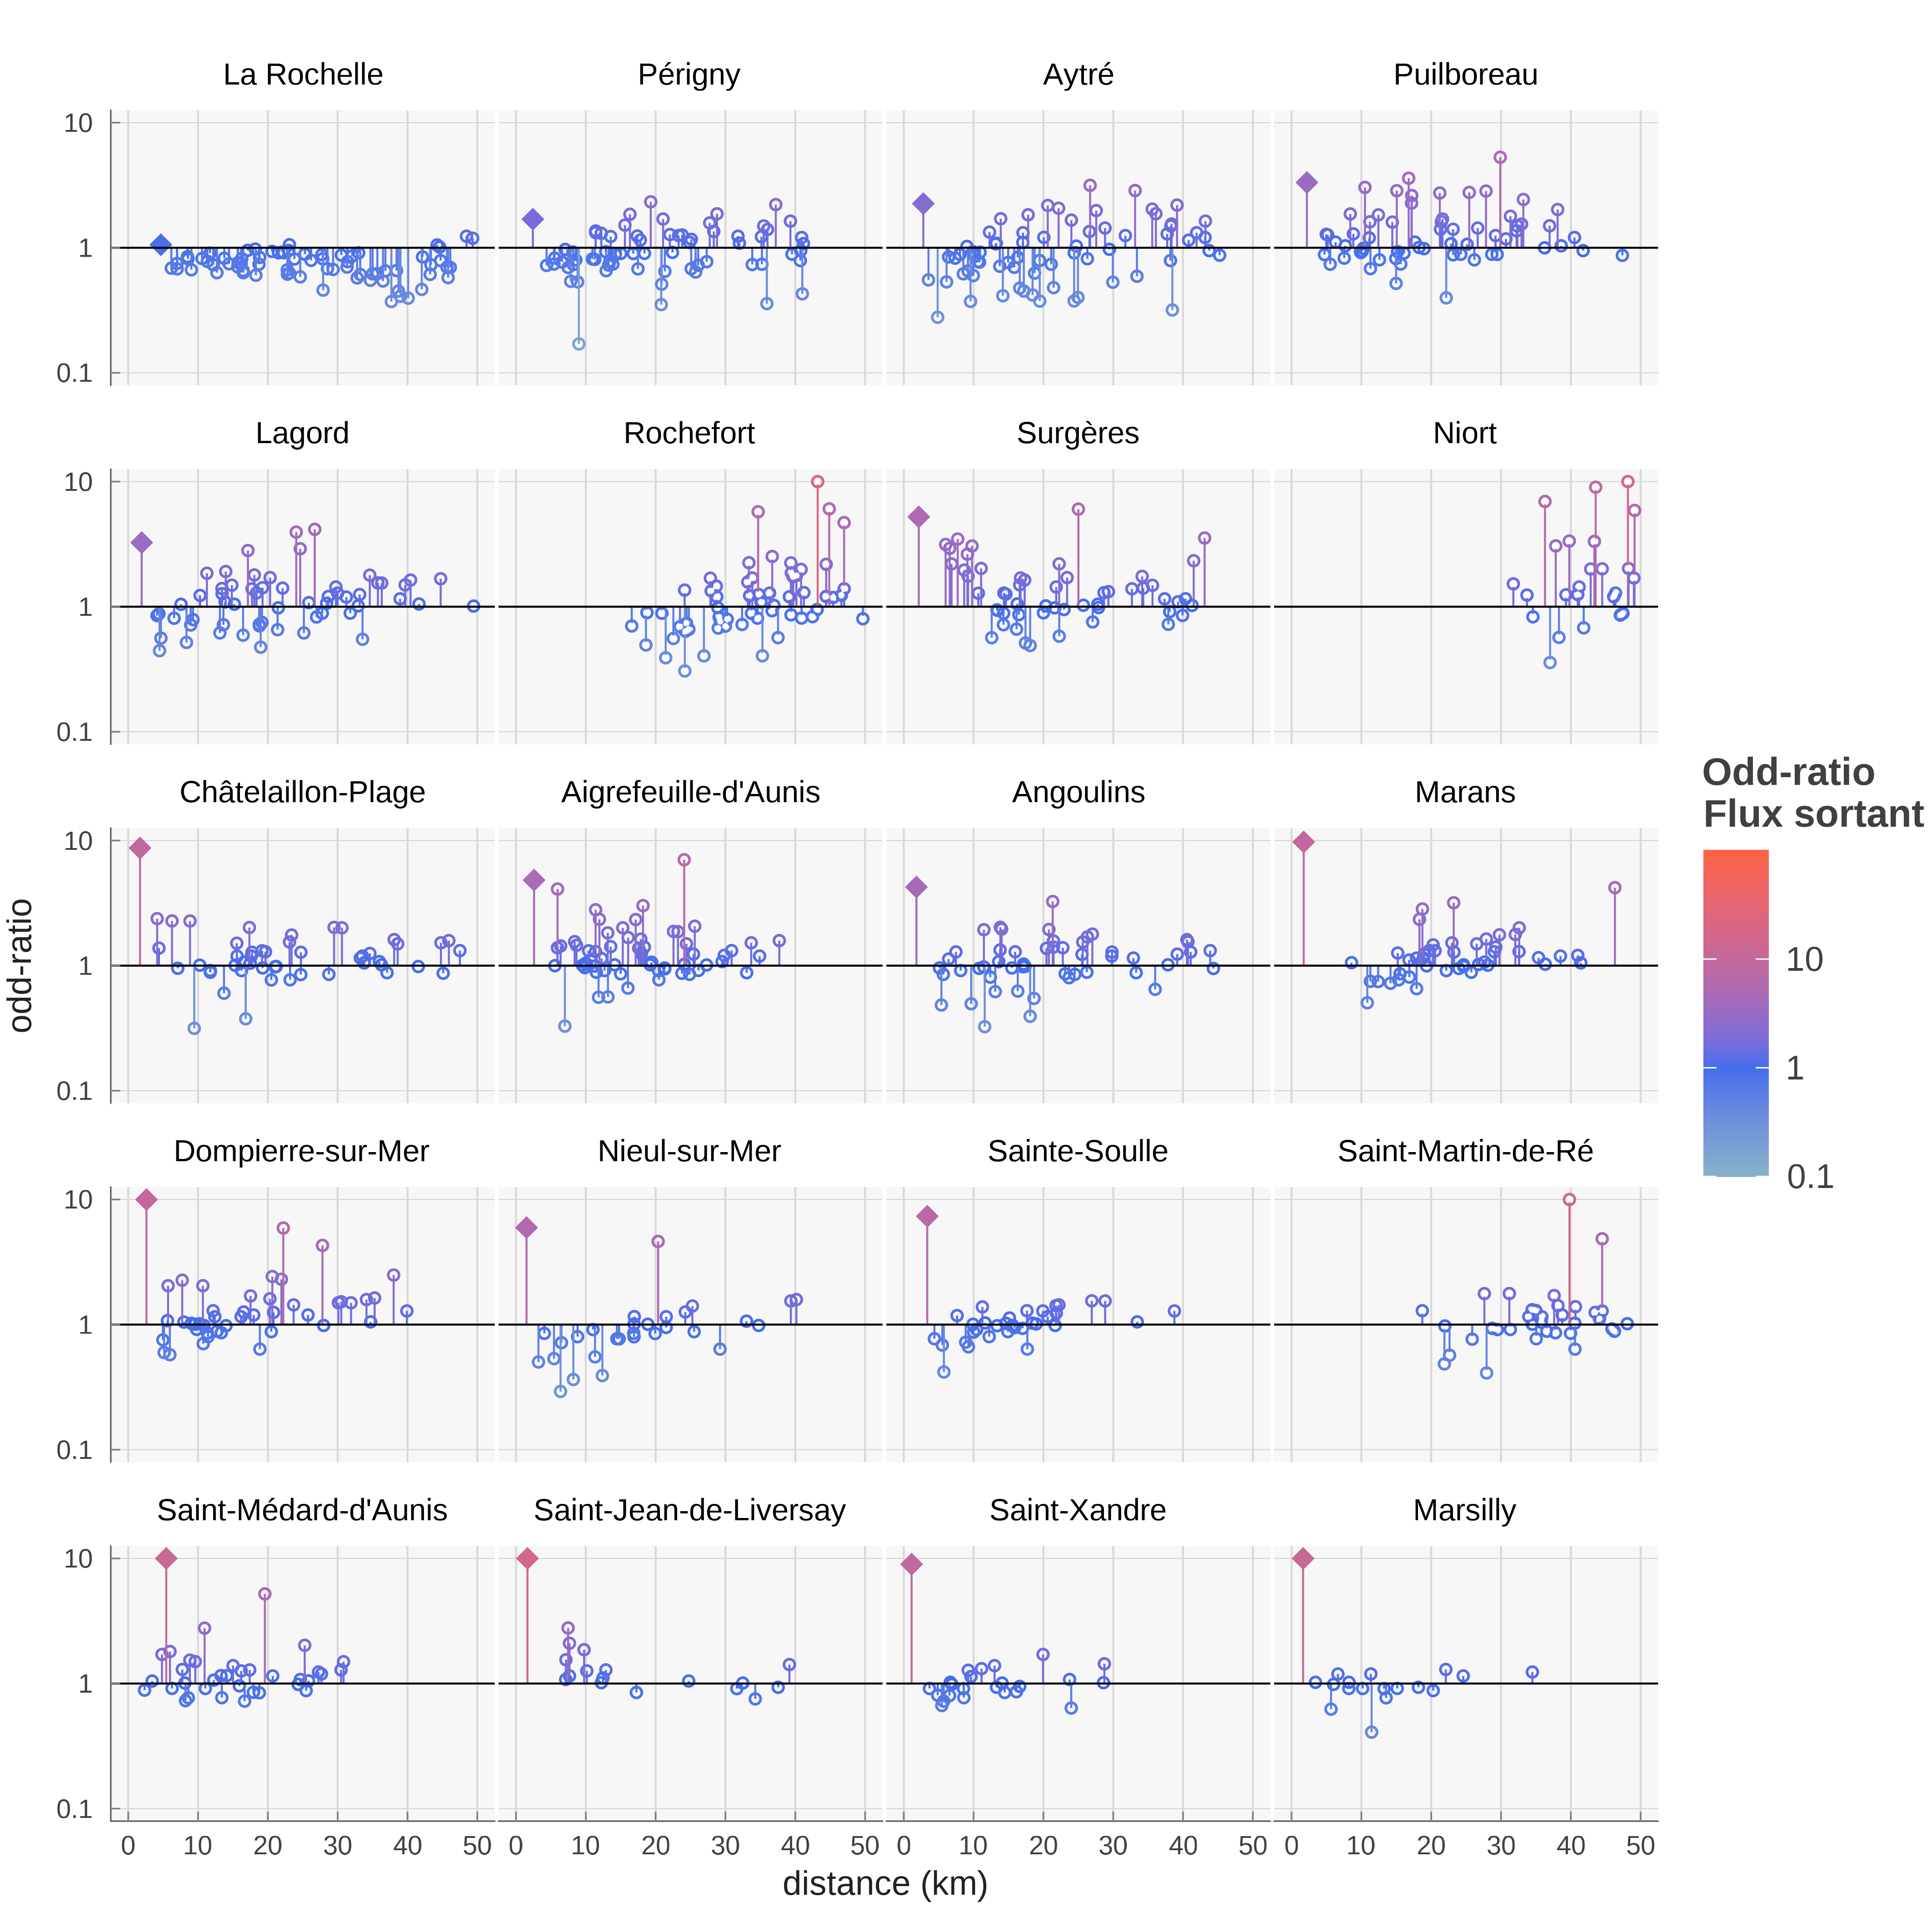 La Rochelle Périgny Aytré Puilboreau
10
1
0.1
Lagord Rochefort Surgères Niort
10
1
0.1
Châtelaillon-Plage Aigrefeuille-d'Aunis Angoulins Marans
10
1
0.1
Dompierre-sur-Mer Nieul-sur-Mer Sainte-Soulle Saint-Martin-de-Ré
10
1
0.1
Saint-Médard-d'Aunis Saint-Jean-de-Liversay Saint-Xandre Marsilly
10
1
0.1
0 10 20 30 40 50 0 10 20 30 40 50 0 10 20 30 40 50 0 10 20 30 40 50
distance (km)
odd-ratio
Odd-ratio
Flux sortant
10
1
0.1